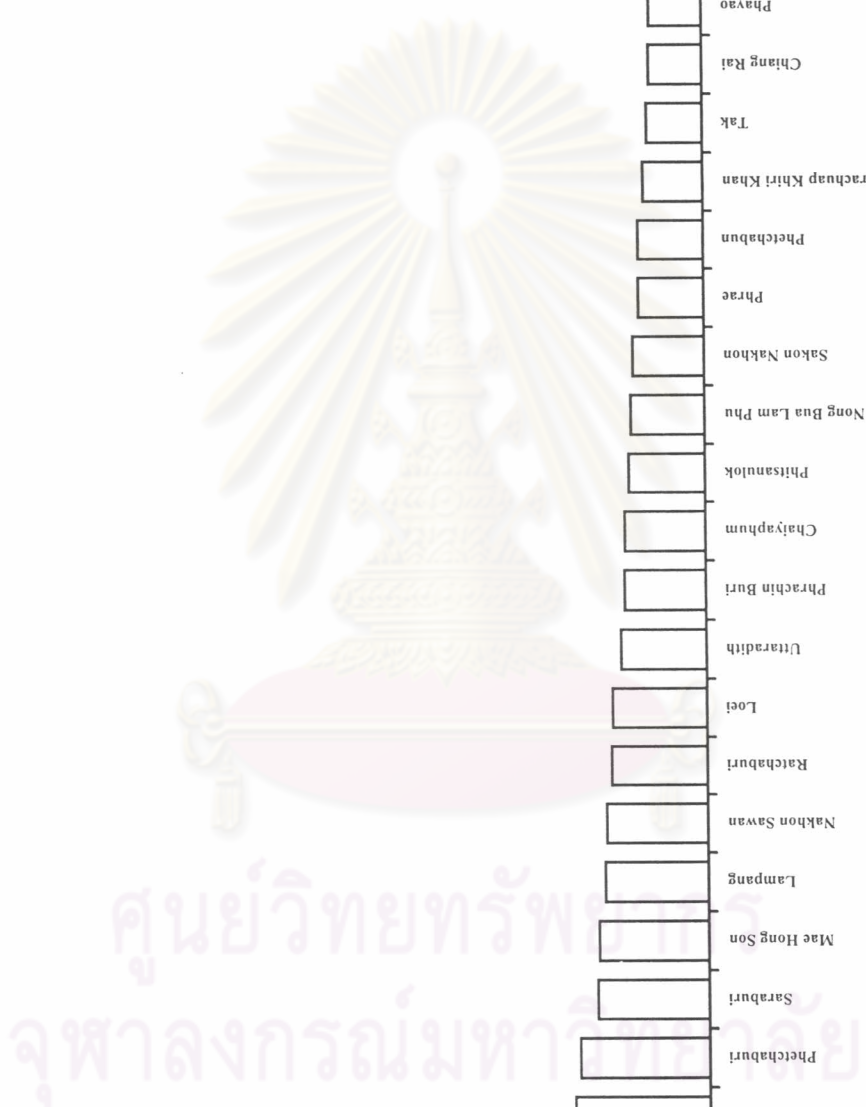 Phayao
Chiang Rai
Tak
rachuap Khiri Khan
Phetchabun
Phrae
Sakon Nakhon
Nong Bua Lam Phu
Phitsanulok
Chaiyaphum
Phrachin Buri
Uttaradith
Loei
Ratchaburi
Nakhon Sawan
Lampang
Mae Hong Son
Saraburi
Phetchaburi
ศูนย์วิทยทรัพยากร
จุฬาลงกรณ์มหาวิทยาลัย